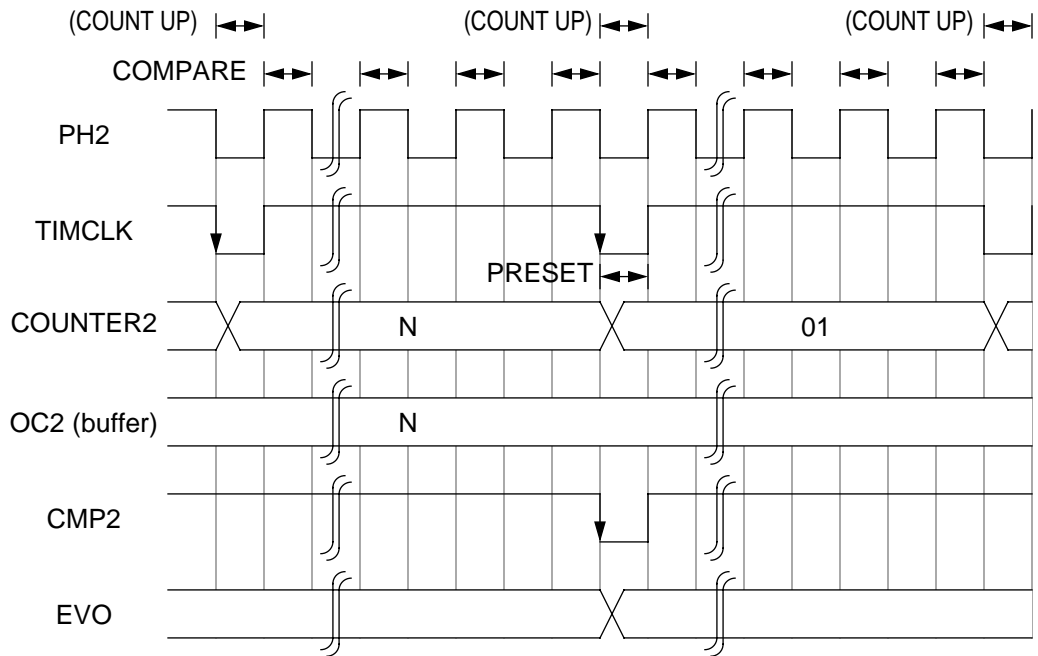 (COUNT UP) (COUNT UP) (COUNT UP)
COMPARE
PH2
TIMCLK
PRESET
COUNTER2 N 01
OC2 (buffer) N
CMP2
EVO